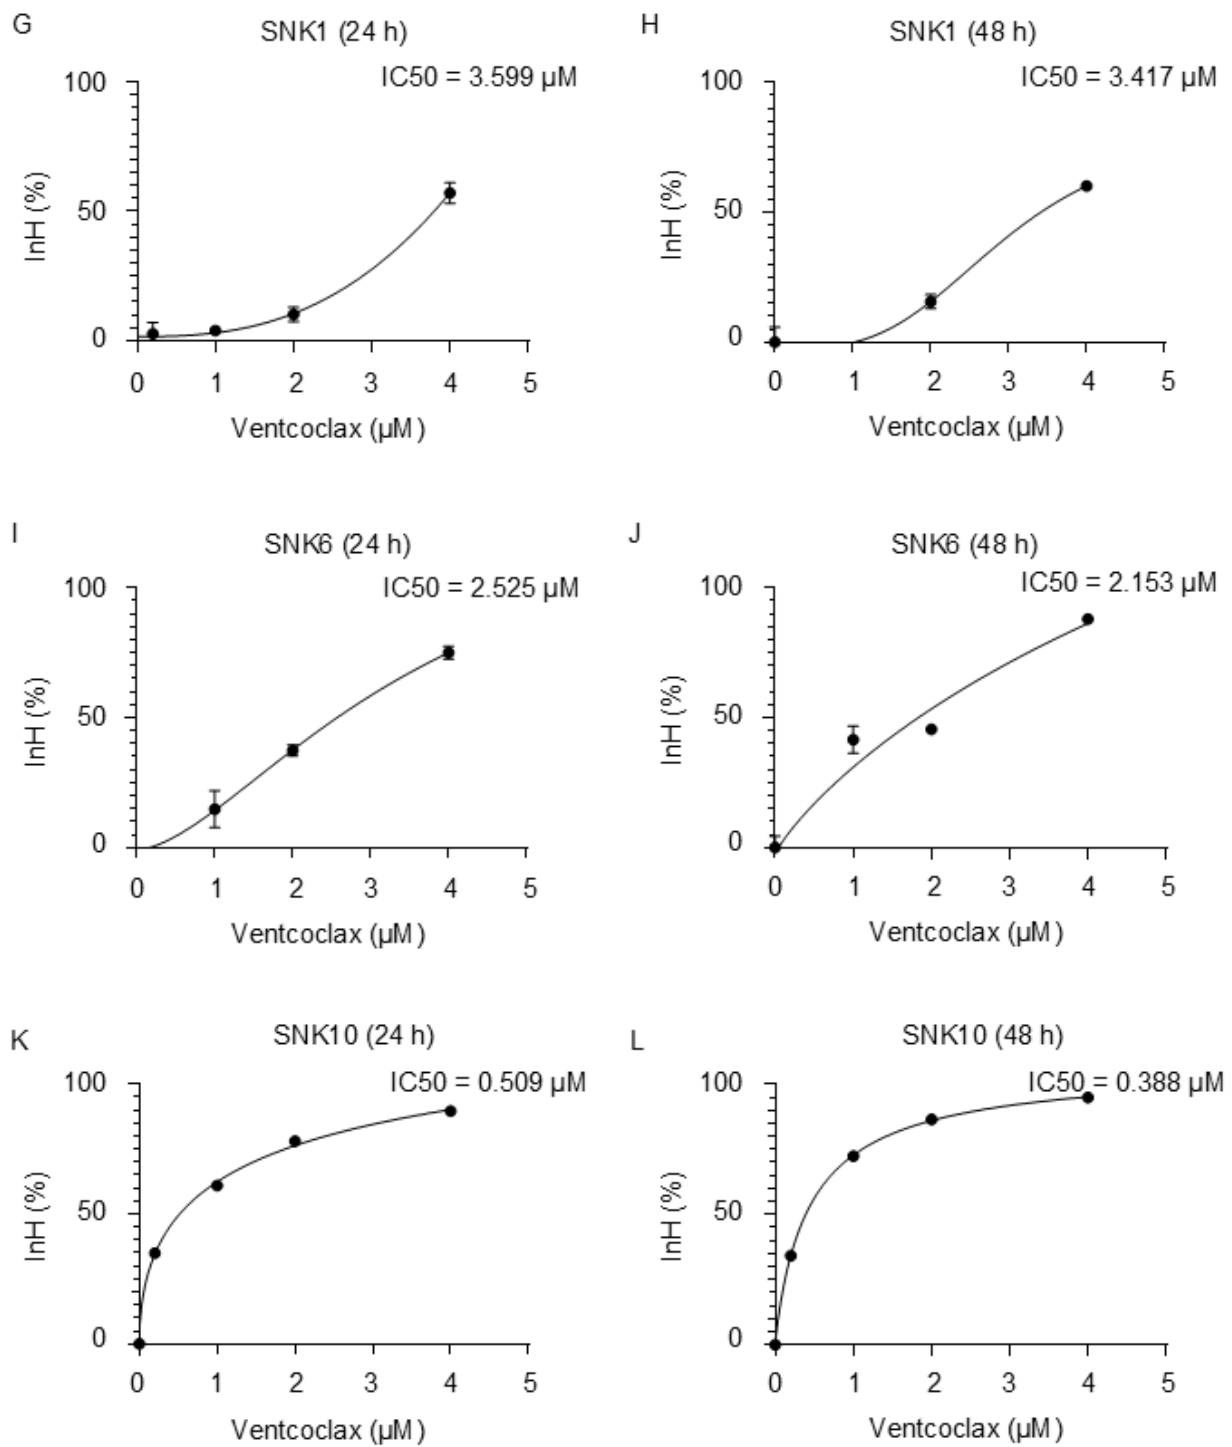 G
SNK1 (24 h)
IC50 = 3.599 µM
100
50
0
InH (%)
0 1 2 3 4 5
Ventcoclax (µM)
H
SNK1 (48 h)
IC50 = 3.417 µM
100
50
0
InH (%)
0 1 2 3 4 5
Ventcoclax (µM)
I
SNK6 (24 h)
IC50 = 2.525 µM
100
50
0
InH (%)
0 1 2 3 4 5
Ventcoclax (µM)
J
SNK6 (48 h)
IC50 = 2.153 µM
100
50
0
InH (%)
0 1 2 3 4 5
Ventcoclax (µM)
K
SNK10 (24 h)
IC50 = 0.509 µM
100
50
0
InH (%)
0 1 2 3 4 5
Ventcoclax (µM)
L
SNK10 (48 h)
IC50 = 0.388 µM
100
50
0
InH (%)
0 1 2 3 4 5
Ventcoclax (µM)